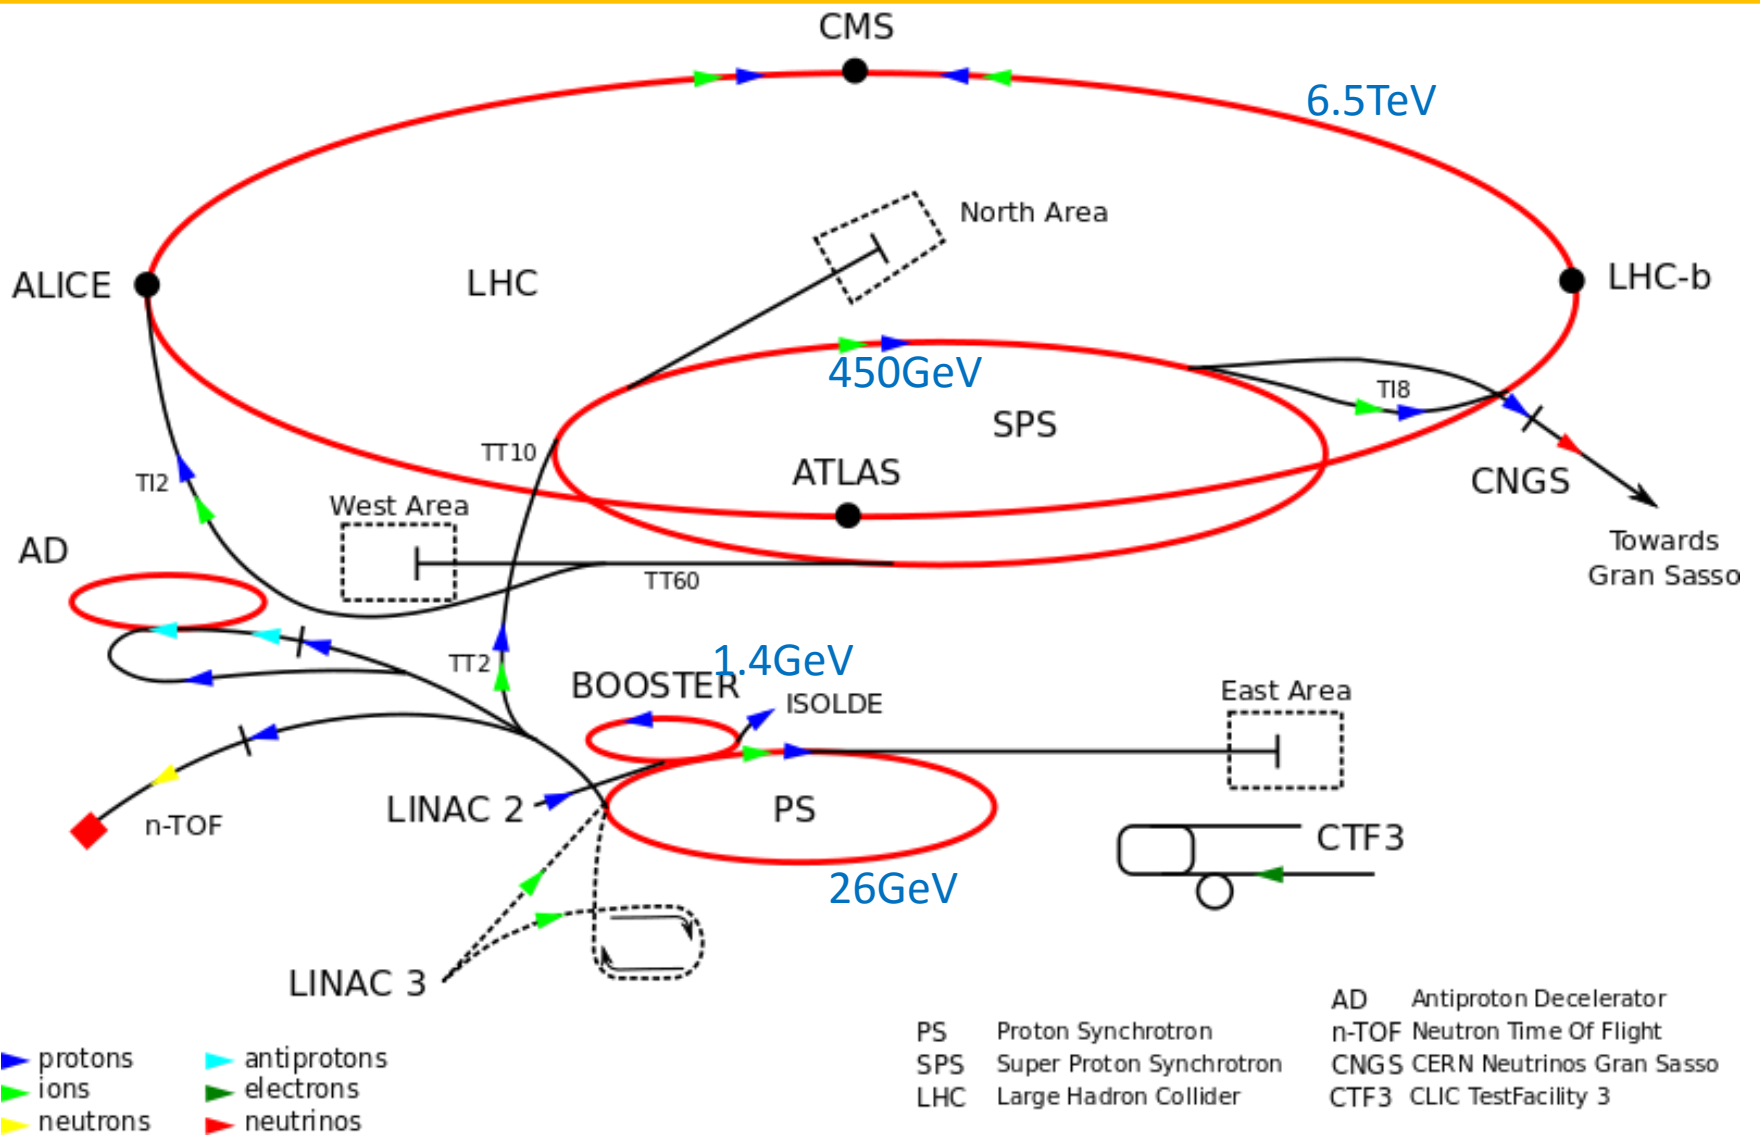 CMS
6.5TeV
North Area
ALICE
LHC
LHC-b
450GeV
TI8
SPS
TT10
ATLAS
TI2
CNGS
West Area
AD
Towards
Gran Sasso
TT60
TT2
1.4GeV
BOOSTER
ISOLDE
East Area
LINAC 2
PS
n-TOF
CTF3
26GeV
LINAC 3
AD Antiproton Decelerator
PS Proton Synchrotron
n-TOF Neutron Time Of Flight
SPS Super Proton Synchrotron
CNGS CERN Neutrinos Gran Sasso
LHC Large Hadron Collider
CTF3 CLIC TestFacility 3
protons
antiprotons
ions
electrons
neutrons
neutrinos